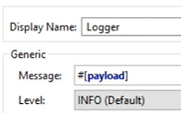 Display Name: Logger
Generic
Message: #[payload]
Level: INFO (Default)